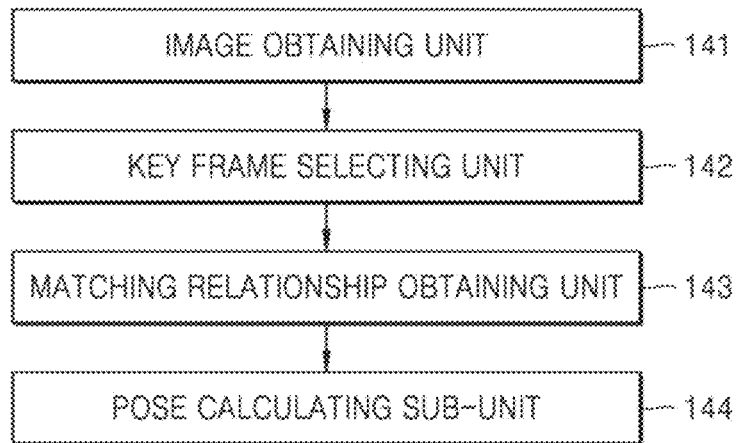 IMAGE OBTAINING UNIT 141
KEY FRAME SELECTING UNIT 142
MATCHING RELATIONSHIP OBTAINING UNIT 143
POSE CALCULATING SUB-UNIT 144